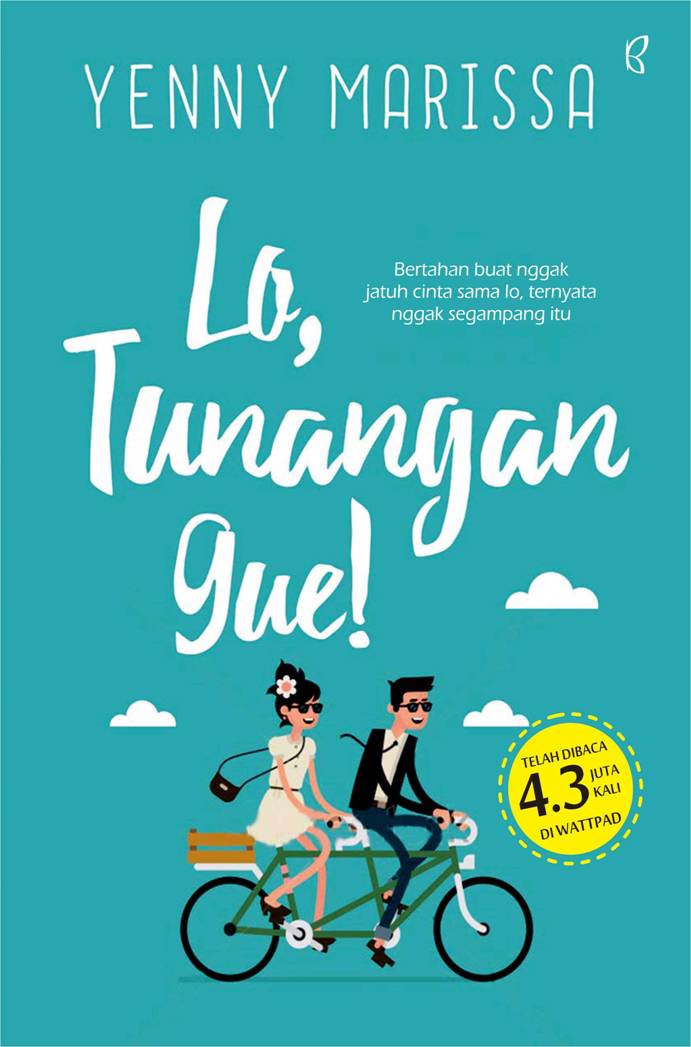 YENNY MARISSA
Lo,
Bertahan buat nggak
jatuh cinta sama lo, ternyata
nggak segampang itu
Tunangan
gue!
TELAH DIBACA
4.3 JUTA
KALI
DI WATTPAD